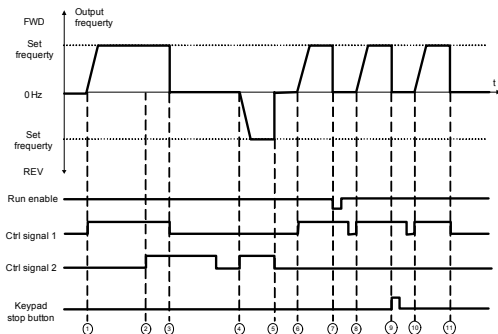 FWD
Output
frequerty
Set
frequerty
0 Hz
t
Set
frequerty
REV
Run enable
Ctrl signal 1
Ctrl signal 2
Keypad
stop button
1 2 3 4 5 6 7 8 9 10 11